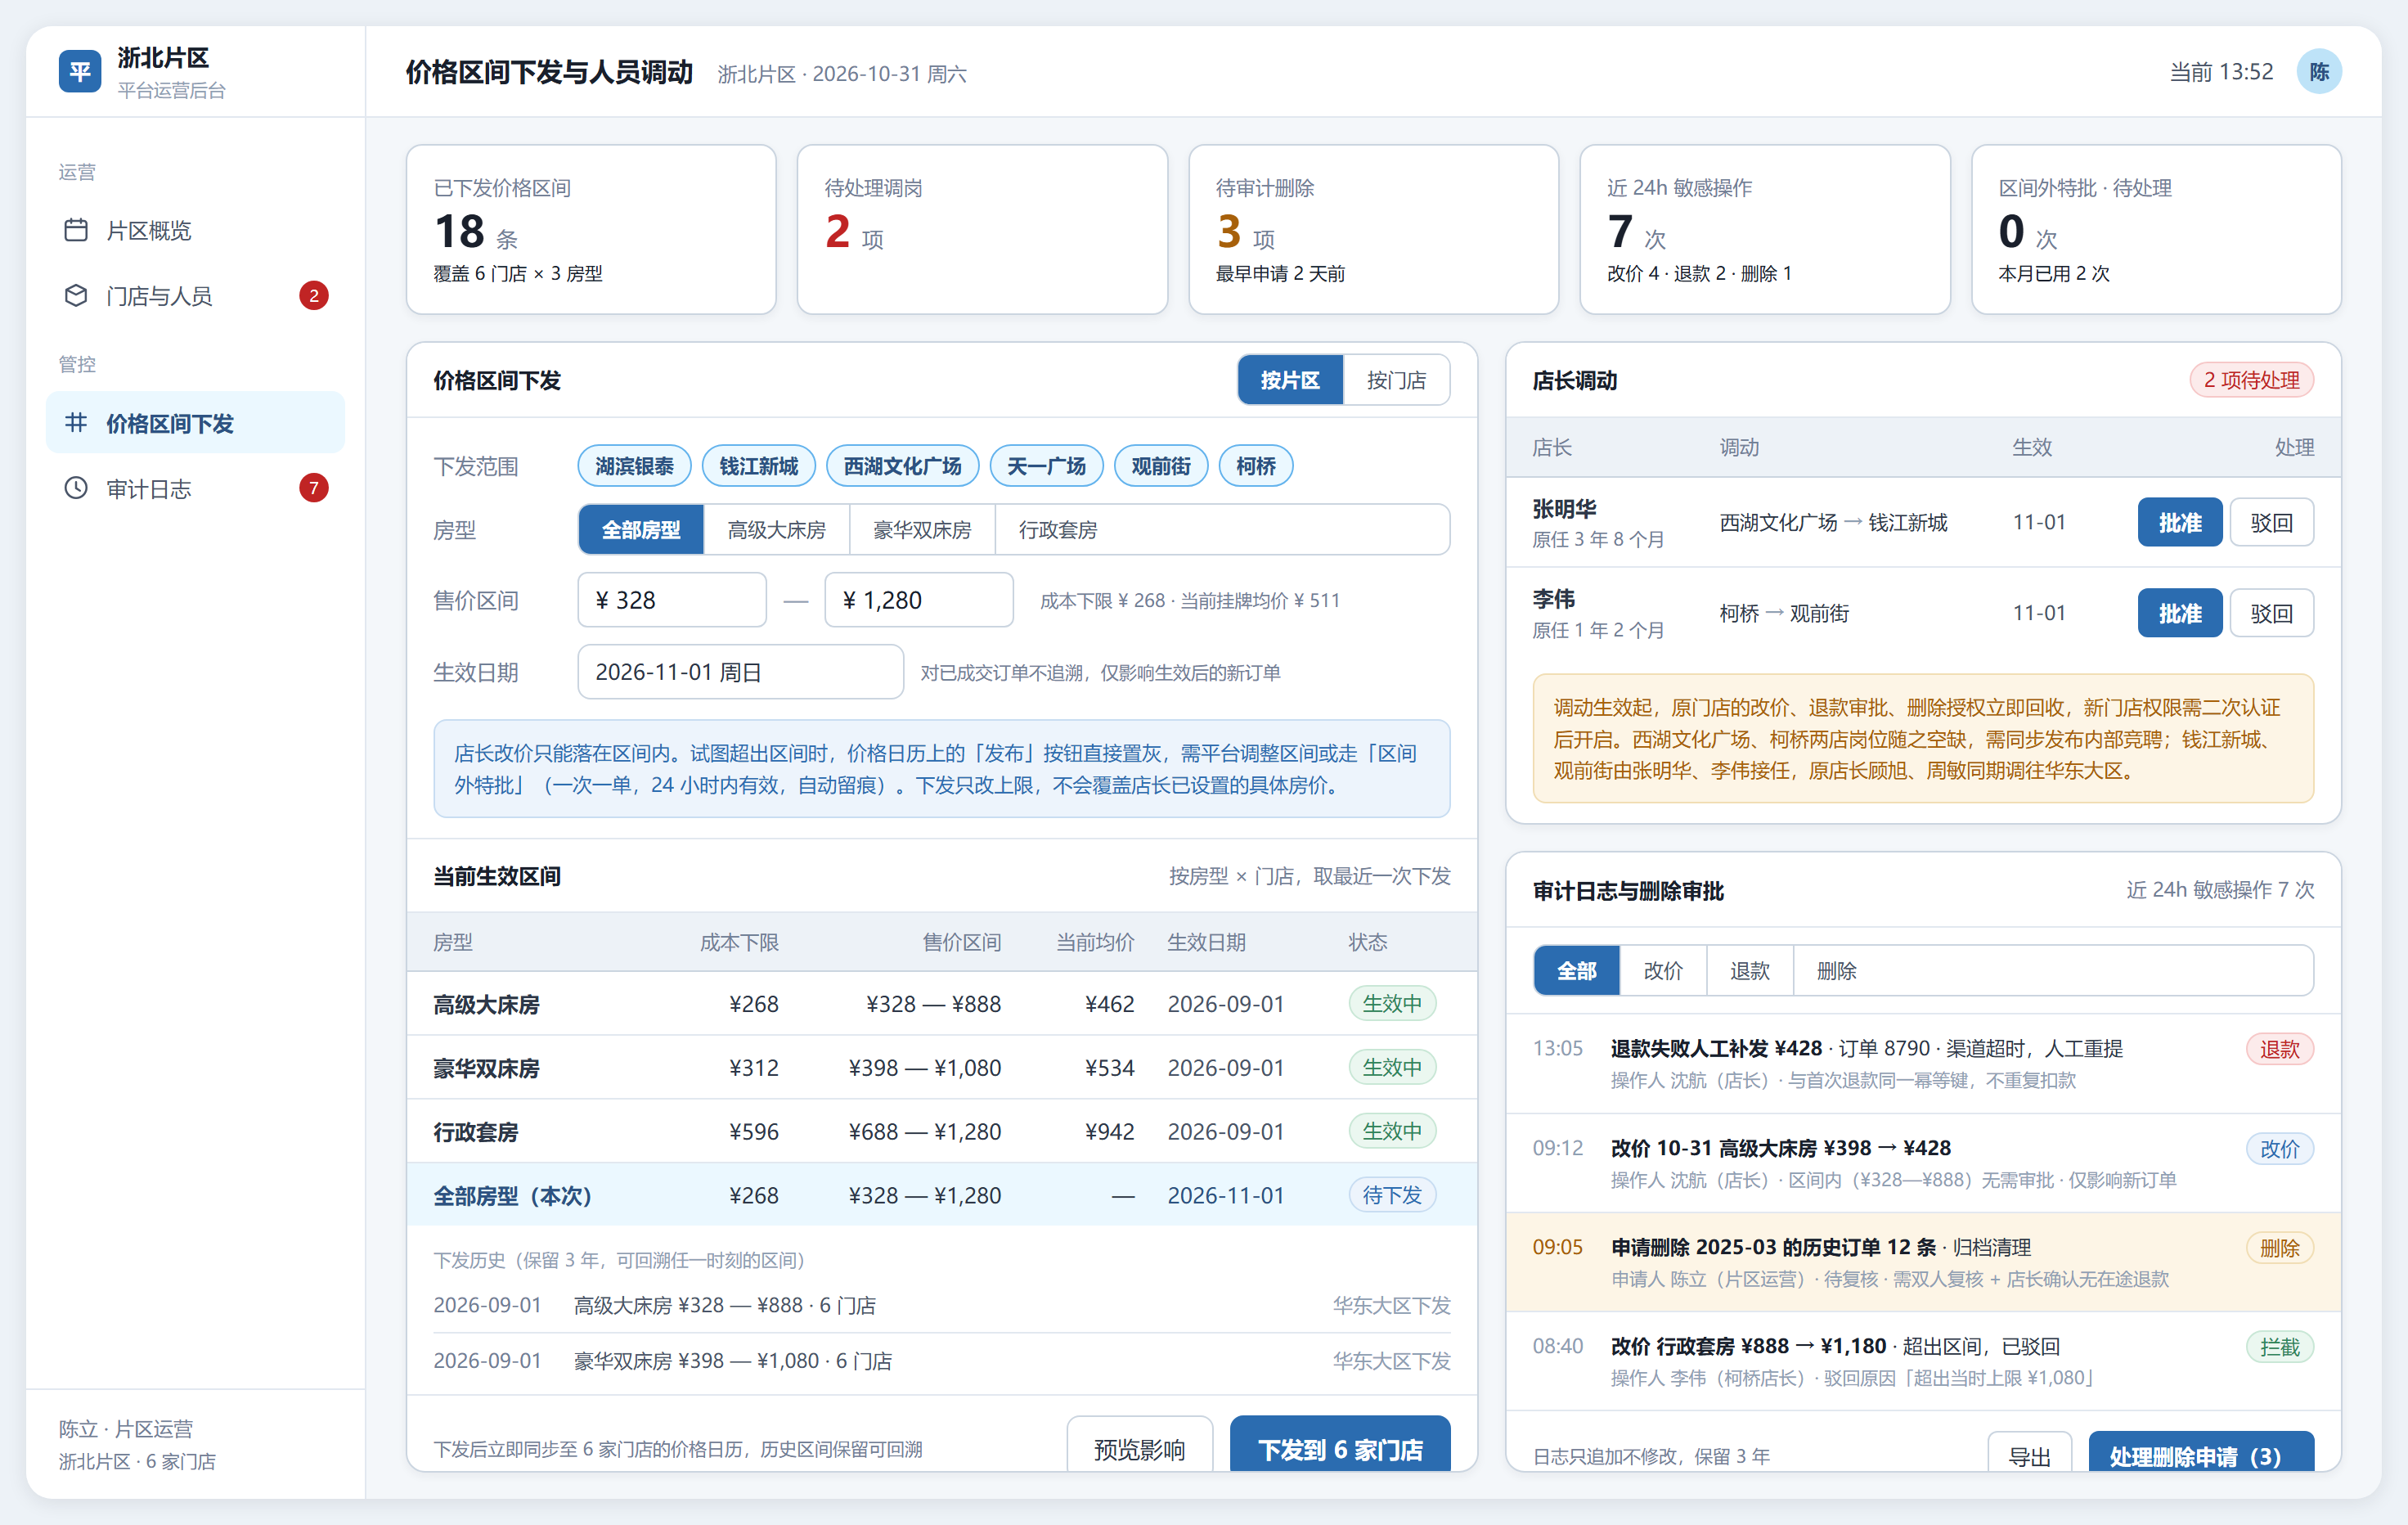 平
浙北片区
平台运营后台
运营
片区概览
门店与人员 2
管控
价格区间下发
审计日志 7
陈立 · 片区运营
浙北片区 · 6 家门店
价格区间下发与人员调动 浙北片区 · 2026-10-31 周六
当前 13:52 陈
已下发价格区间
18 条
覆盖 6 门店 × 3 房型
待处理调岗
2 项
待审计删除
3 项
最早申请 2 天前
近 24h 敏感操作
7 次
改价 4 · 退款 2 · 删除 1
区间外特批 · 待处理
0 次
本月已用 2 次
价格区间下发 按片区 按门店
下发范围 湖滨银泰 钱江新城 西湖文化广场 天一广场 观前街 柯桥
房型 全部房型 高级大床房 豪华双床房 行政套房
售价区间 ¥ 328 — ¥ 1,280 成本下限 ¥ 268 · 当前挂牌均价 ¥ 511
生效日期 2026-11-01 周日 对已成交订单不追溯，仅影响生效后的新订单
店长改价只能落在区间内。试图超出区间时，价格日历上的「发布」按钮直接置灰，需平台调整区间或走「区间
外特批」（一次一单，24 小时内有效，自动留痕）。下发只改上限，不会覆盖店长已设置的具体房价。
当前生效区间 按房型 × 门店，取最近一次下发
房型 成本下限 售价区间 当前均价 生效日期 状态
高级大床房 ¥268 ¥328 — ¥888 ¥462 2026-09-01 生效中
豪华双床房 ¥312 ¥398 — ¥1,080 ¥534 2026-09-01 生效中
行政套房 ¥596 ¥688 — ¥1,280 ¥942 2026-09-01 生效中
全部房型（本次） ¥268 ¥328 — ¥1,280 — 2026-11-01 待下发
下发历史（保留 3 年，可回溯任一时刻的区间）
2026-09-01 高级大床房 ¥328 — ¥888 · 6 门店 华东大区下发
2026-09-01 豪华双床房 ¥398 — ¥1,080 · 6 门店 华东大区下发
下发后立即同步至 6 家门店的价格日历，历史区间保留可回溯 预览影响 下发到 6 家门店
店长调动 2 项待处理
店长 调动 生效 处理
张明华
原任 3 年 8 个月
西湖文化广场 → 钱江新城 11-01 批准 驳回
李伟
原任 1 年 2 个月
柯桥 → 观前街 11-01 批准 驳回
调动生效起，原门店的改价、退款审批、删除授权立即回收，新门店权限需二次认证
后开启。西湖文化广场、柯桥两店岗位随之空缺，需同步发布内部竞聘；钱江新城、
观前街由张明华、李伟接任，原店长顾旭、周敏同期调往华东大区。
审计日志与删除审批 近 24h 敏感操作 7 次
全部 改价 退款 删除
13:05 退款失败人工补发 ¥428 · 订单 8790 · 渠道超时，人工重提 退款
操作人 沈航（店长）· 与首次退款同一幂等键，不重复扣款
09:12 改价 10-31 高级大床房 ¥398 → ¥428 改价
操作人 沈航（店长）· 区间内（¥328—¥888）无需审批 · 仅影响新订单
09:05 申请删除 2025-03 的历史订单 12 条 · 归档清理 删除
申请人 陈立（片区运营）· 待复核 · 需双人复核 + 店长确认无在途退款
08:40 改价 行政套房 ¥888 → ¥1,180 · 超出区间，已驳回 拦截
操作人 李伟（柯桥店长）· 驳回原因「超出当时上限 ¥1,080」
日志只追加不修改，保留 3 年 导出 处理删除申请（3）